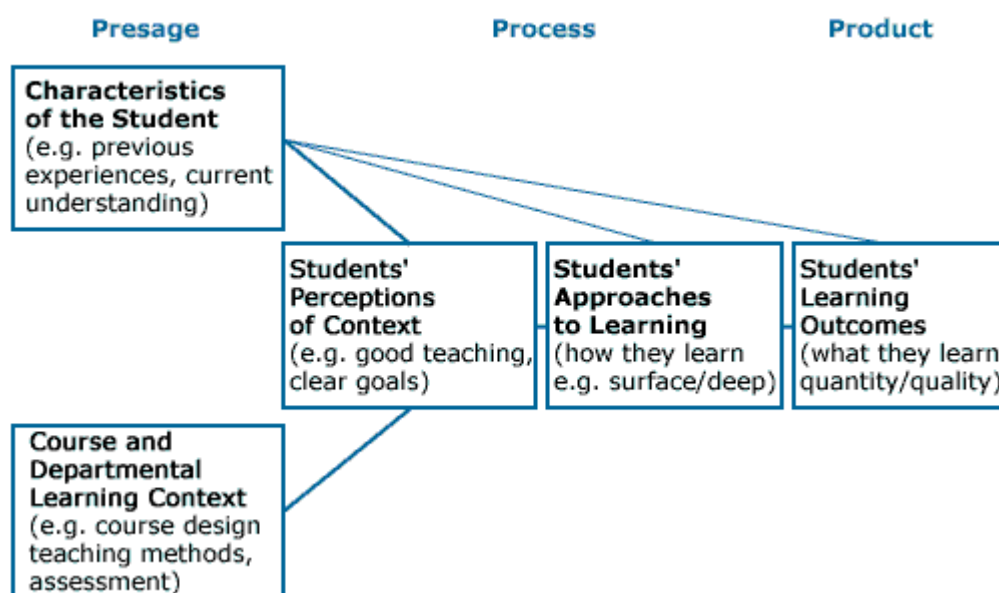 Presage Process Product
Characteristics
of the Student
(e.g. previous
experiences, current
understanding)
Students'
Perceptions
of Context
(e.g. good teaching,
clear goals)
Students'
Approaches
to Learning
(how they learn
e.g. surface/deep)
Students'
Learning
Outcomes
(what they learn
quantity/quality)
Course and
Departmental
Learning Context
(e.g. course design
teaching methods,
assessment)